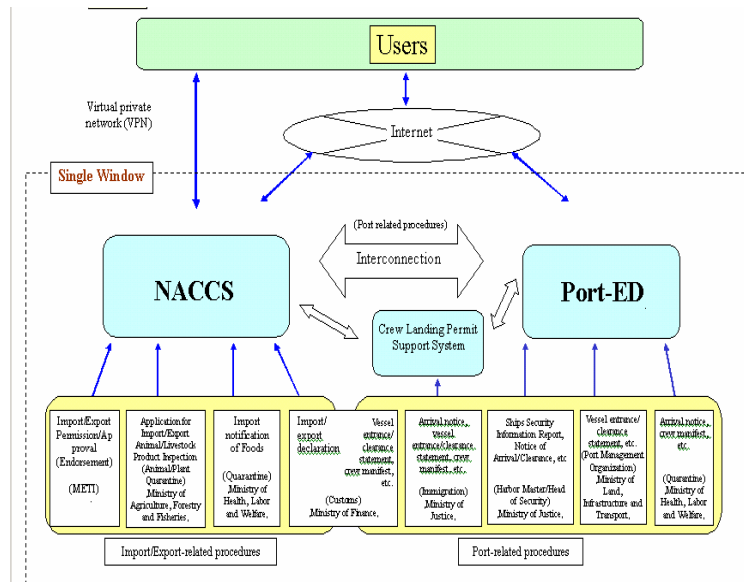 Users
Virtual private
network (VPN)
Internet
Single Window
(Port related procedures)
Interconnection
NACCS
Port-ED
Crew Landing Permit
Support System
Import/Export
Permission/Ap
proval
(Endorsement)
(METI)
Application for
Import/Export
Animal/Livestock
Product Inspection
(Animal/Plant
Quarantine)
Ministry of
Agriculture, Forestry
and Fisheries.
Import
notification
of Foods
(Quarantine)
Ministry of
Health, Labor
and Welfare.
Import/
export
declaration
Vessel
entrance/
clearance
statement,
crew manifest,
etc.
(Customs)
Ministry of Finance.
Arrival notice,
vessel
entrance/clearance
statement, crew
manifest, etc.
(Immigration)
Ministry of
Justice.
Ships Security
Information Report,
Notice of
Arrival/Clearance, etc
(Harbor Master/Head
of Security)
Ministry of Justice.
Vessel entrance/
clearance
statement, etc.
(Port Management
Organization)
Ministry of
Land,
Infrastructure and
Transport.
Arrival notice,
crew manifest,
etc.
(Quarantine)
Ministry of
Health, Labor
and Welfare.
Import/Export-related procedures
Port-related procedures